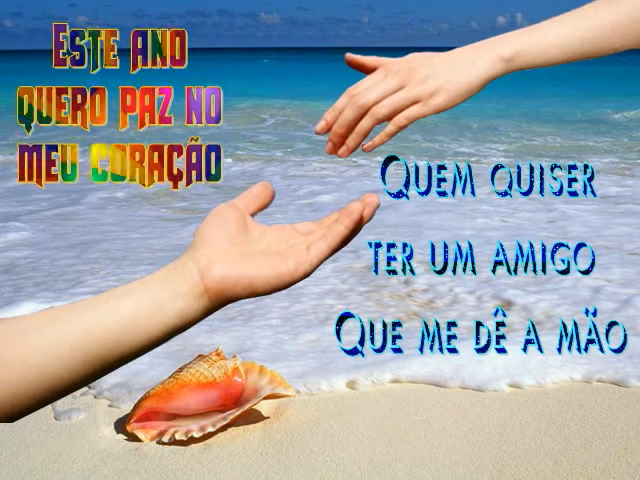 Este ano
quero paz no
meu coração
Quem quiser
ter um amigo
Que me dê a mão